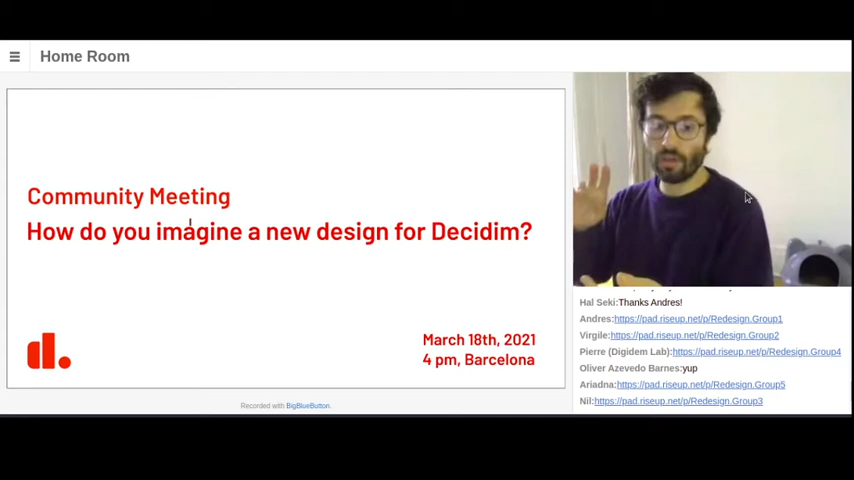 Home Room
Community Meeting
How do you imagine a new design for Decidim?
d.
March 18th, 2021
4 pm, Barcelona
Recorded with BigBlueButton.
Hal Seki:Thanks Andres!
Andres:https://pad.riseup.net/p/Redesign.Group1
Virgile:https://pad.riseup.net/p/Redesign.Group2
Pierre (Digidem Lab):https://pad.riseup.net/p/Redesign.Group4
Oliver Azevedo Barnes:yup
Ariadna:https://pad.riseup.net/p/Redesign.Group5
Nil:https://pad.riseup.net/p/Redesign.Group3